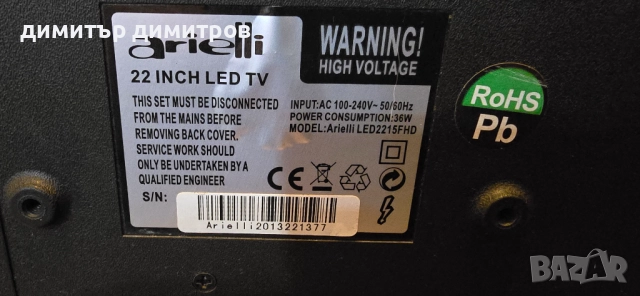 димитър димитров
arielli
22 INCH LED TV
THIS SET MUST BE DISCONNECTED
FROM THE MAINS BEFORE
REMOVING BACK COVER.
SERVICE WORK SHOULD
ONLY BE UNDERTAKEN BY A
QUALIFIED ENGINEER
S/N:
Arielli2013221377
WARNING!
HIGH VOLTAGE
INPUT:AC 100-240V~ 50/60Hz
POWER CONSUMPTION:36W
MODEL:Arielli LED2215FHD
CE
RoHS
Pb
BAZAR